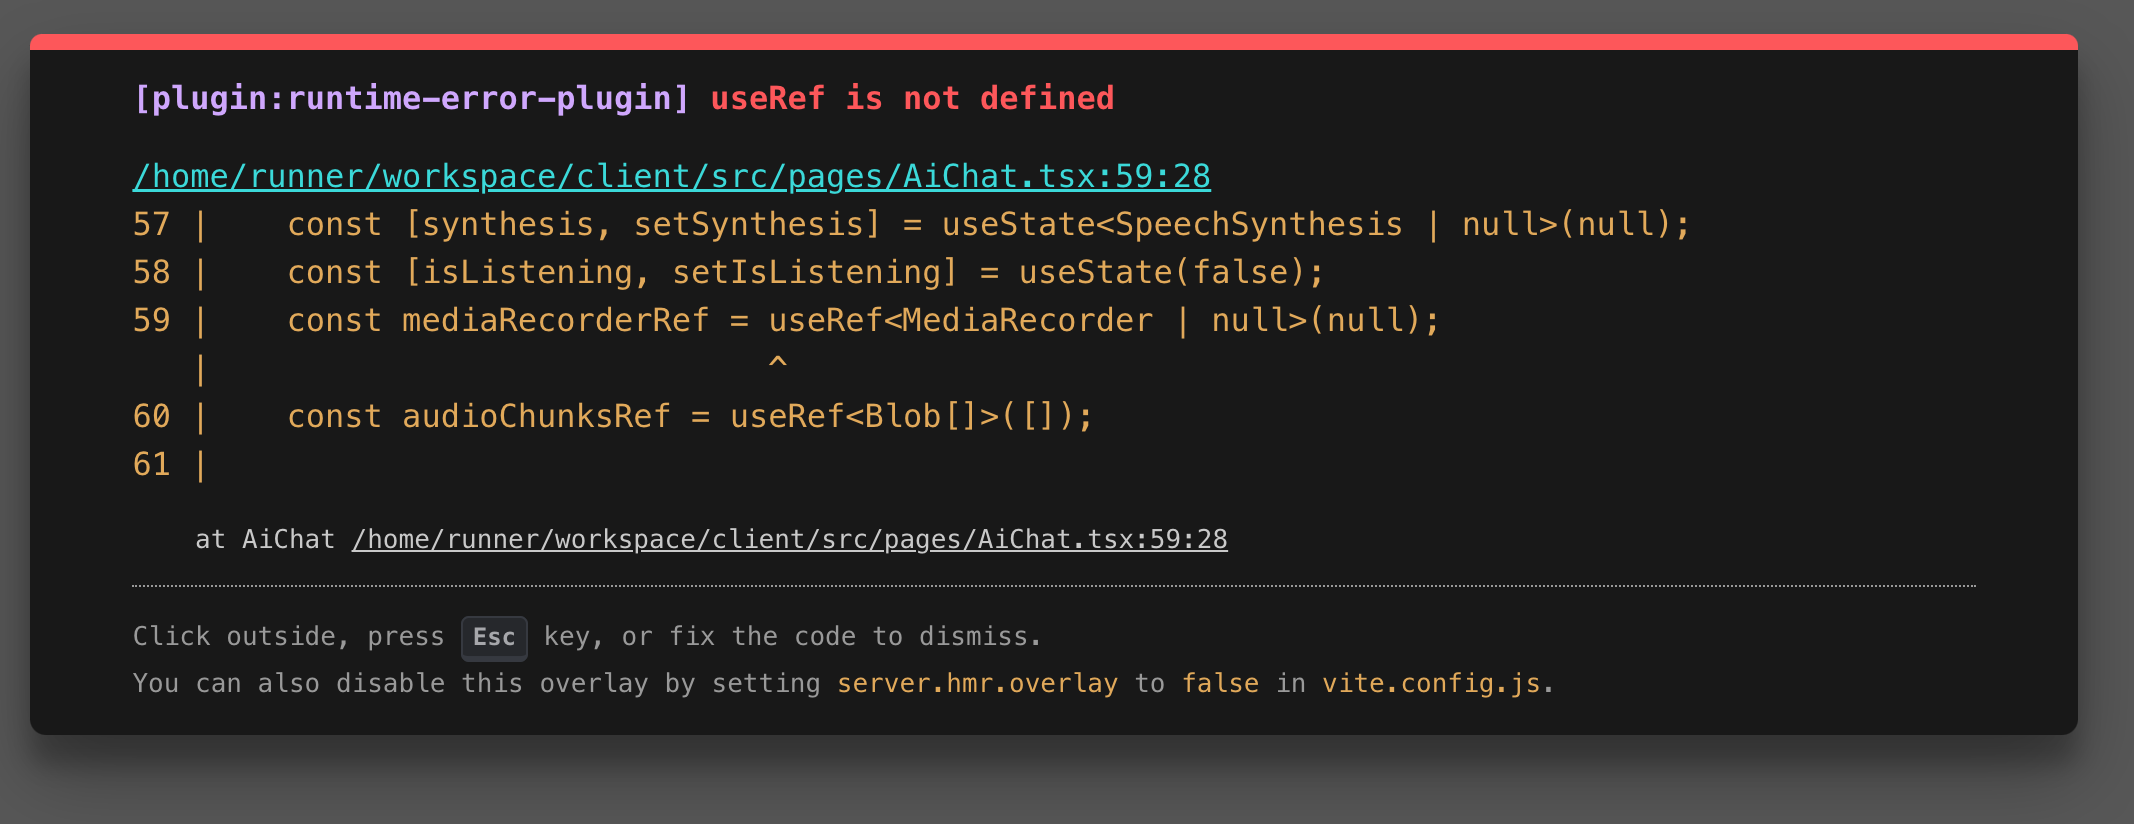 [plugin:runtime-error-plugin] useRef is not defined
/home/runner/workspace/client/src/pages/AiChat.tsx:59:28
57 |    const [synthesis, setSynthesis] = useState<SpeechSynthesis | null>(null);
58 |    const [isListening, setIsListening] = useState(false);
59 |    const mediaRecorderRef = useRef<MediaRecorder | null>(null);
   |                             ^
60 |    const audioChunksRef = useRef<Blob[]>([]);
61 |
at AiChat /home/runner/workspace/client/src/pages/AiChat.tsx:59:28
Click outside, press Esc key, or fix the code to dismiss.
You can also disable this overlay by setting server.hmr.overlay to false in vite.config.js.